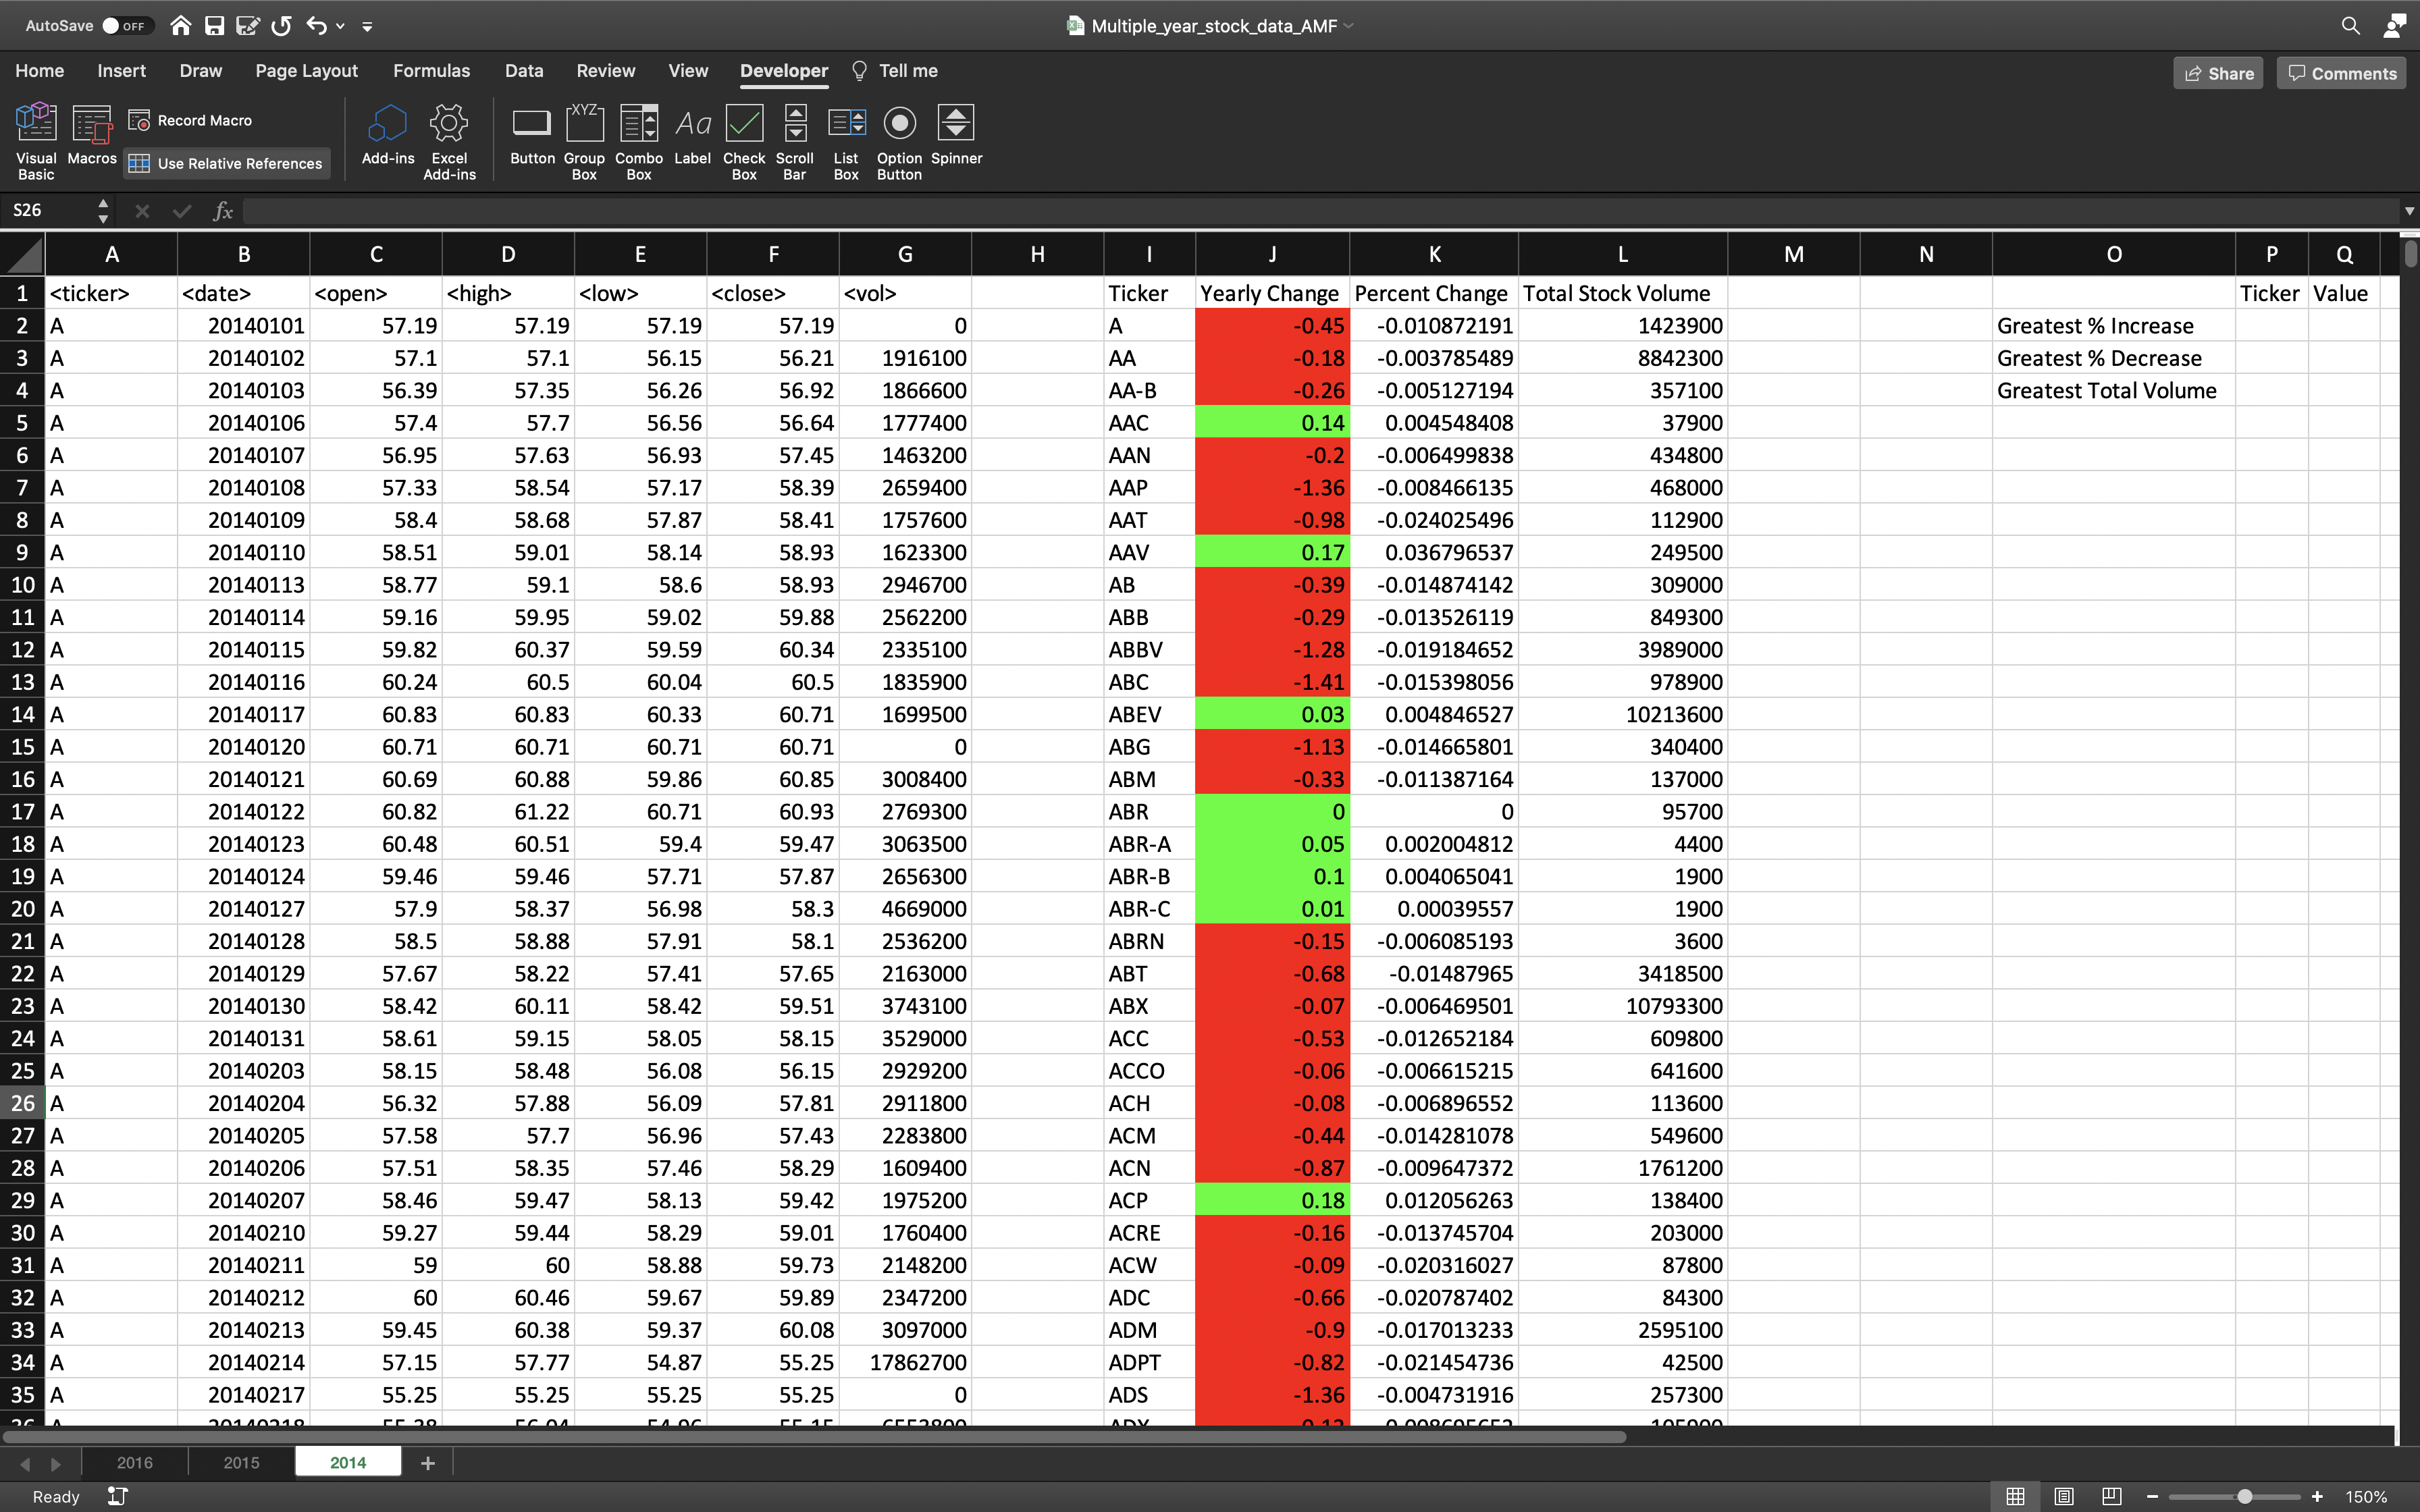 AutoSave OFF Multiple_year_stock_data_AMF
Home Insert Draw Page Layout Formulas Data Review View Developer Tell me Share Comments
Visual Basic Macros Record Macro Use Relative References Add-ins Excel Add-ins Button Group Box XYZ Combo Box Label Aa Check Box Scroll Bar List Box Option Button Spinner
S26 fx
A B C D E F G H I J K L M N O P Q
1 <ticker> <date> <open> <high> <low> <close> <vol> Ticker Yearly Change Percent Change Total Stock Volume Ticker Value
2 A 20140101 57.19 57.19 57.19 57.19 0 A -0.45 -0.010872191 1423900 Greatest % Increase
3 A 20140102 57.1 57.1 56.15 56.21 1916100 AA -0.18 -0.003785489 8842300 Greatest % Decrease
4 A 20140103 56.39 57.35 56.26 56.92 1866600 AA-B -0.26 -0.005127194 357100 Greatest Total Volume
5 A 20140106 57.4 57.7 56.56 56.64 1777400 AAC 0.14 0.004548408 37900
6 A 20140107 56.95 57.63 56.93 57.45 1463200 AAN -0.2 -0.006499838 434800
7 A 20140108 57.33 58.54 57.17 58.39 2659400 AAP -1.36 -0.008466135 468000
8 A 20140109 58.4 58.68 57.87 58.41 1757600 AAT -0.98 -0.024025496 112900
9 A 20140110 58.51 59.01 58.14 58.93 1623300 AAV 0.17 0.036796537 249500
10 A 20140113 58.77 59.1 58.6 58.93 2946700 AB -0.39 -0.014874142 309000
11 A 20140114 59.16 59.95 59.02 59.88 2562200 ABB -0.29 -0.013526119 849300
12 A 20140115 59.82 60.37 59.59 60.34 2335100 ABBV -1.28 -0.019184652 3989000
13 A 20140116 60.24 60.5 60.04 60.5 1835900 ABC -1.41 -0.015398056 978900
14 A 20140117 60.83 60.83 60.33 60.71 1699500 ABEV 0.03 0.004846527 10213600
15 A 20140120 60.71 60.71 60.71 60.71 0 ABG -1.13 -0.014665801 340400
16 A 20140121 60.69 60.88 59.86 60.85 3008400 ABM -0.33 -0.011387164 137000
17 A 20140122 60.82 61.22 60.71 60.93 2769300 ABR 0 0 95700
18 A 20140123 60.48 60.51 59.4 59.47 3063500 ABR-A 0.05 0.002004812 4400
19 A 20140124 59.46 59.46 57.71 57.87 2656300 ABR-B 0.1 0.004065041 1900
20 A 20140127 57.9 58.37 56.98 58.3 4669000 ABR-C 0.01 0.00039557 1900
21 A 20140128 58.5 58.88 57.91 58.1 2536200 ABRN -0.15 -0.006085193 3600
22 A 20140129 57.67 58.22 57.41 57.65 2163000 ABT -0.68 -0.01487965 3418500
23 A 20140130 58.42 60.11 58.42 59.51 3743100 ABX -0.07 -0.006469501 10793300
24 A 20140131 58.61 59.15 58.05 58.15 3529000 ACC -0.53 -0.012652184 609800
25 A 20140203 58.15 58.48 56.08 56.15 2929200 ACCO -0.06 -0.006615215 641600
26 A 20140204 56.32 57.88 56.09 57.81 2911800 ACH -0.08 -0.006896552 113600
27 A 20140205 57.58 57.7 56.96 57.43 2283800 ACM -0.44 -0.014281078 549600
28 A 20140206 57.51 58.35 57.46 58.29 1609400 ACN -0.87 -0.009647372 1761200
29 A 20140207 58.46 59.47 58.13 59.42 1975200 ACP 0.18 0.012056263 138400
30 A 20140210 59.27 59.44 58.29 59.01 1760400 ACRE -0.16 -0.013745704 203000
31 A 20140211 59 60 58.88 59.73 2148200 ACW -0.09 -0.020316027 87800
32 A 20140212 60 60.46 59.67 59.89 2347200 ADC -0.66 -0.020787402 84300
33 A 20140213 59.45 60.38 59.37 60.08 3097000 ADM -0.9 -0.017013233 2595100
34 A 20140214 57.15 57.77 54.87 55.25 17862700 ADPT -0.82 -0.021454736 42500
35 A 20140217 55.25 55.25 55.25 55.25 0 ADS -1.36 -0.004731916 257300
2016 2015 2014
Ready 150%